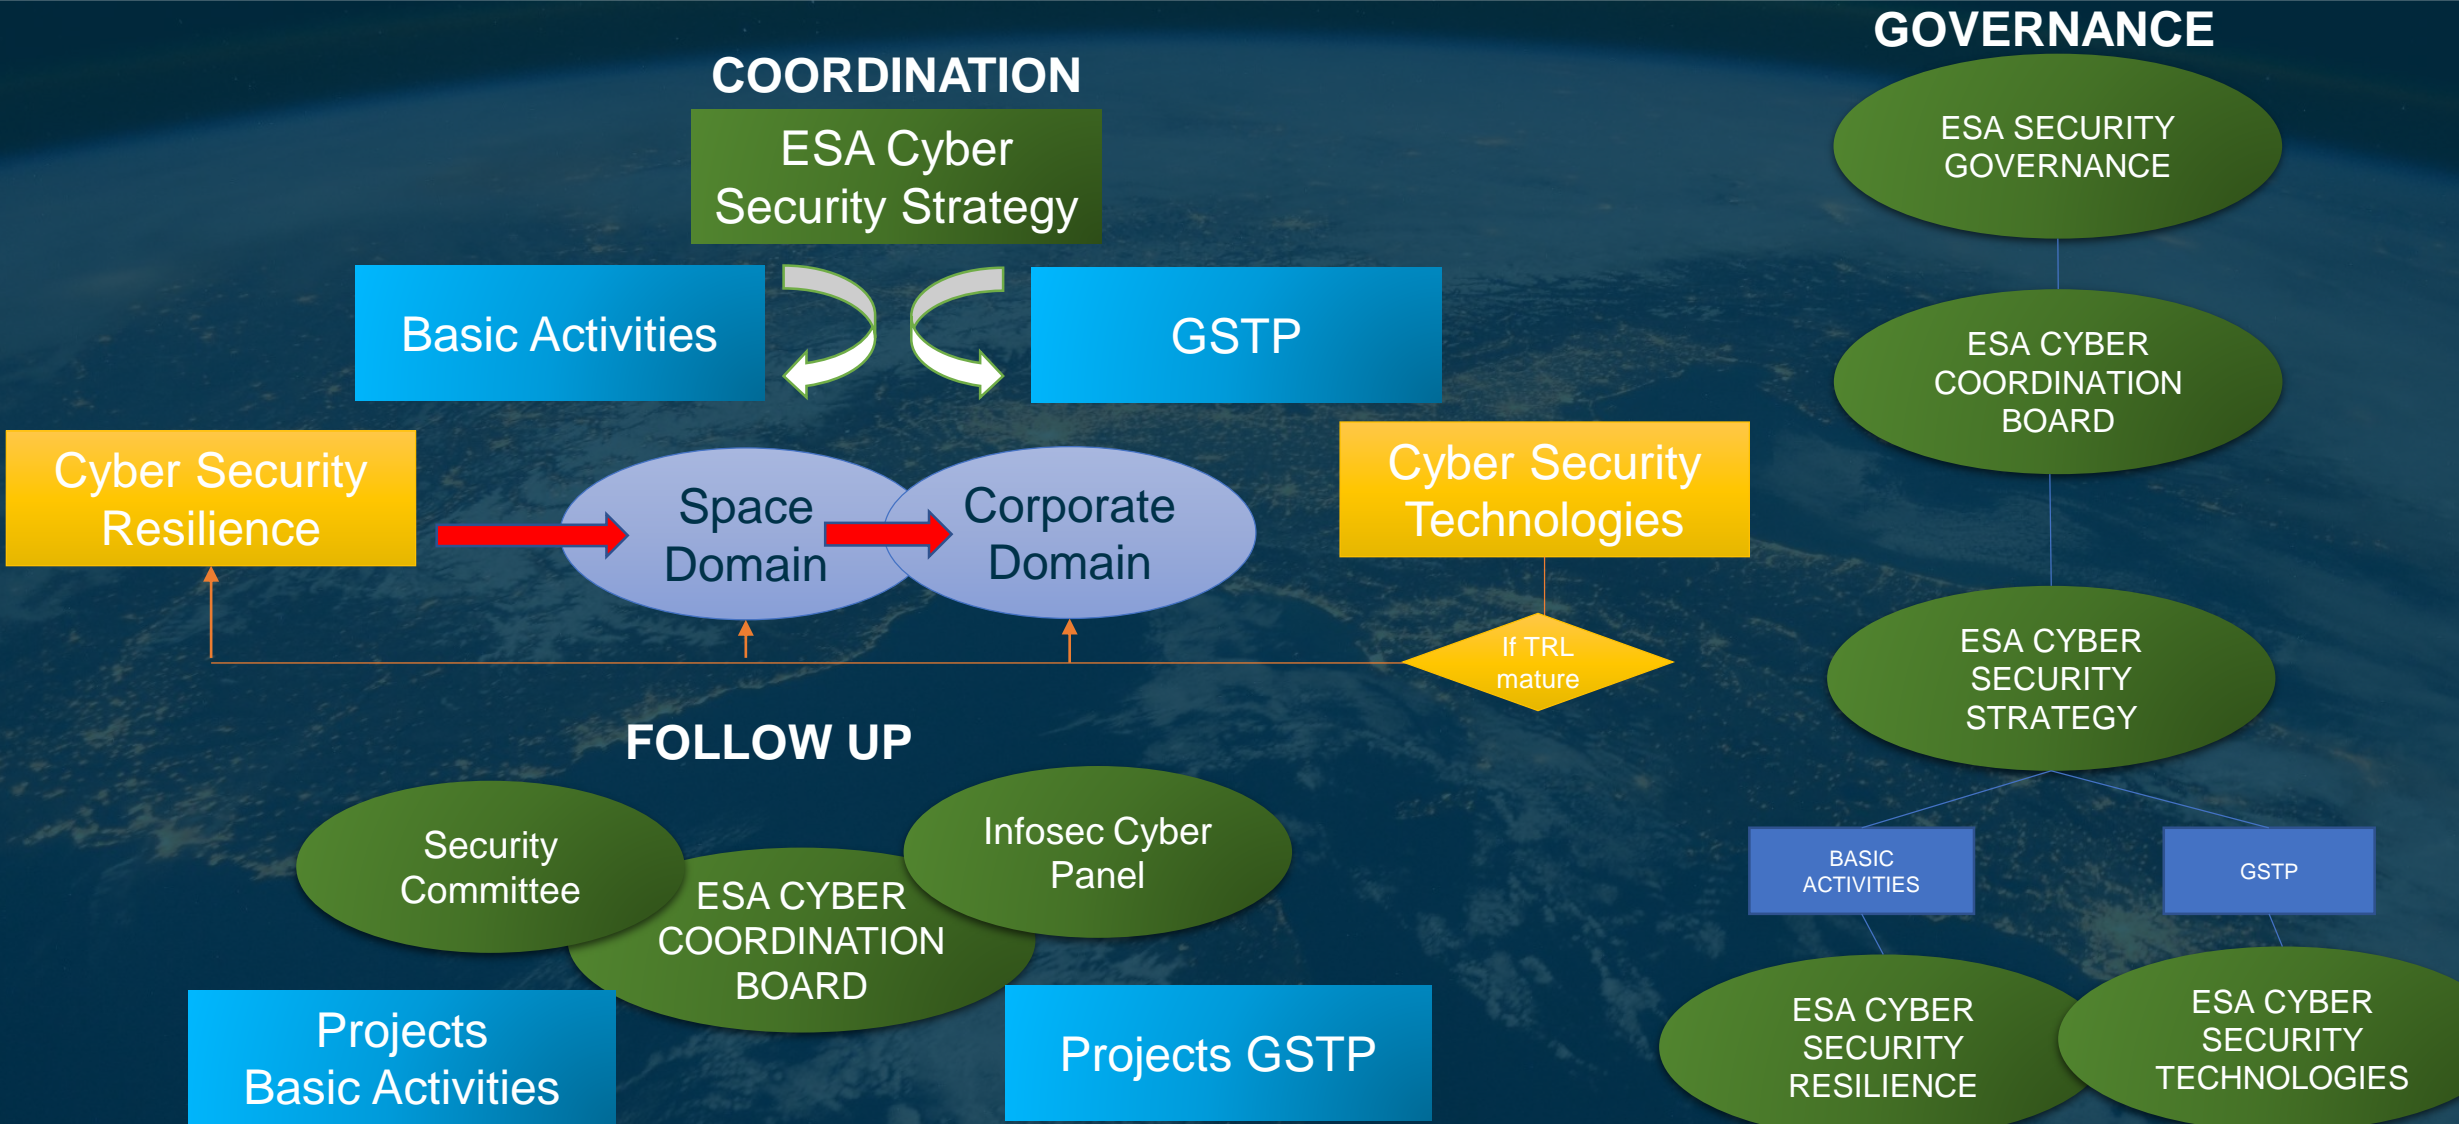 COORDINATION
ESA Cyber
Security Strategy
Basic Activities
GSTP
Cyber Security
Resilience
Space
Domain
Corporate
Domain
Cyber Security
Technologies
If TRL
mature
FOLLOW UP
Security
Committee
ESA CYBER
COORDINATION
BOARD
Infosec Cyber
Panel
Projects
Basic Activities
Projects GSTP
GOVERNANCE
ESA SECURITY
GOVERNANCE
ESA CYBER
COORDINATION
BOARD
ESA CYBER
SECURITY
STRATEGY
BASIC
ACTIVITIES
GSTP
ESA CYBER
SECURITY
RESILIENCE
ESA CYBER
SECURITY
TECHNOLOGIES